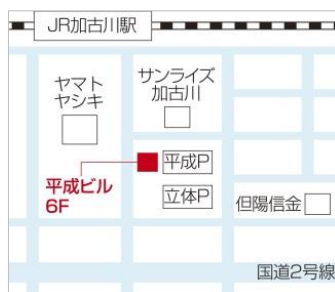 JR加古川駅
ヤマト
ヤシキ
サンライズ
加古川
平成P
平成ビル
6F
立体P
但陽信金
国道2号線